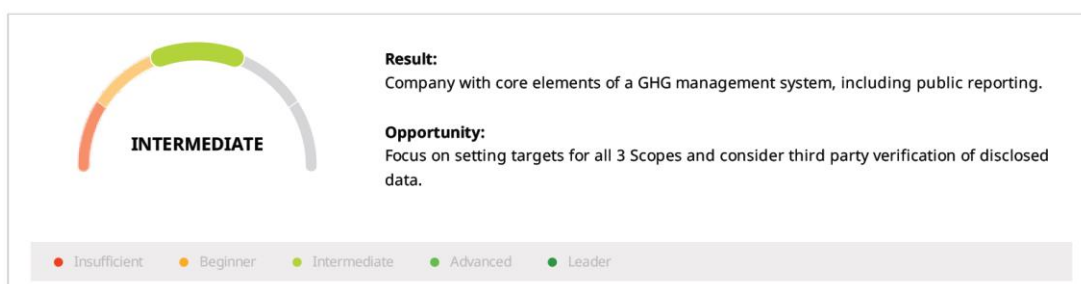 INTERMEDIATE
Result:
Company with core elements of a GHG management system, including public reporting.
Opportunity:
Focus on setting targets for all 3 Scopes and consider third party verification of disclosed
data.
Insufficient Beginner Intermediate Advanced Leader